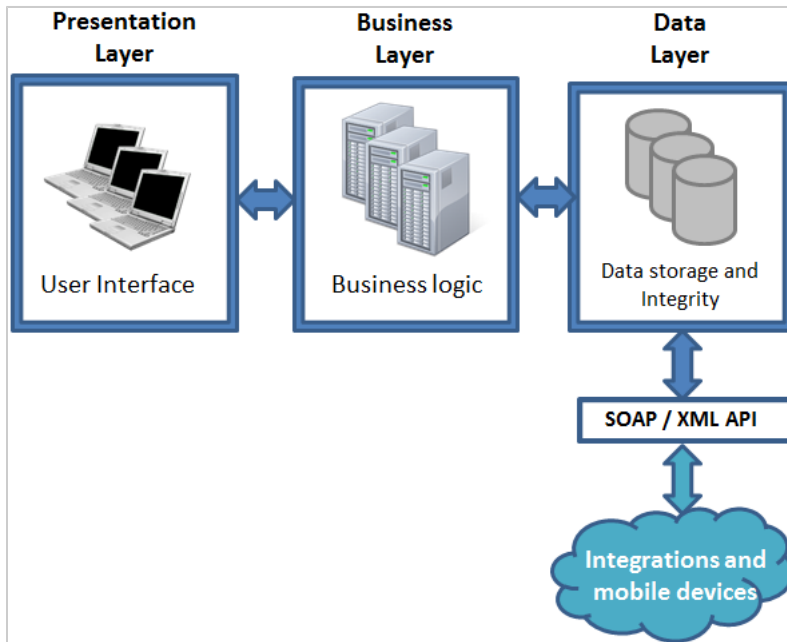 Presentation
Layer
Business
Layer
Data
Layer
User Interface
Business logic
Data storage and
Integrity
SOAP / XML API
Integrations and
mobile devices